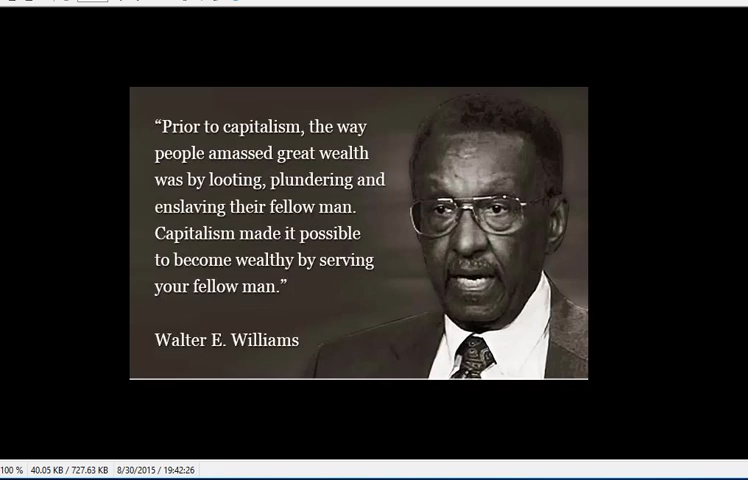 “Prior to capitalism, the way
people amassed great wealth
was by looting, plundering and
enslaving their fellow man.
Capitalism made it possible
to become wealthy by serving
your fellow man.”
Walter E. Williams
100 % 40.05 KB / 727.63 KB 8/30/2015 / 19:42:26